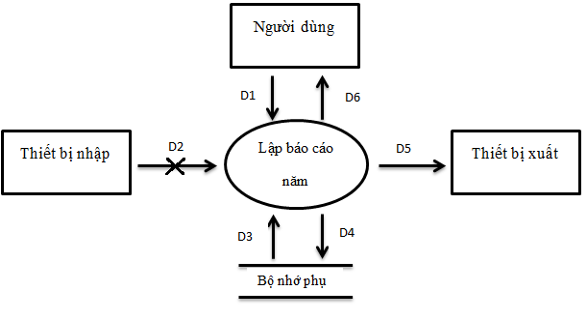 Người dùng
D1
D6
Thiết bị nhập
D2
Lập báo cáo
năm
D5
Thiết bị xuất
D3
D4
Bộ nhớ phụ